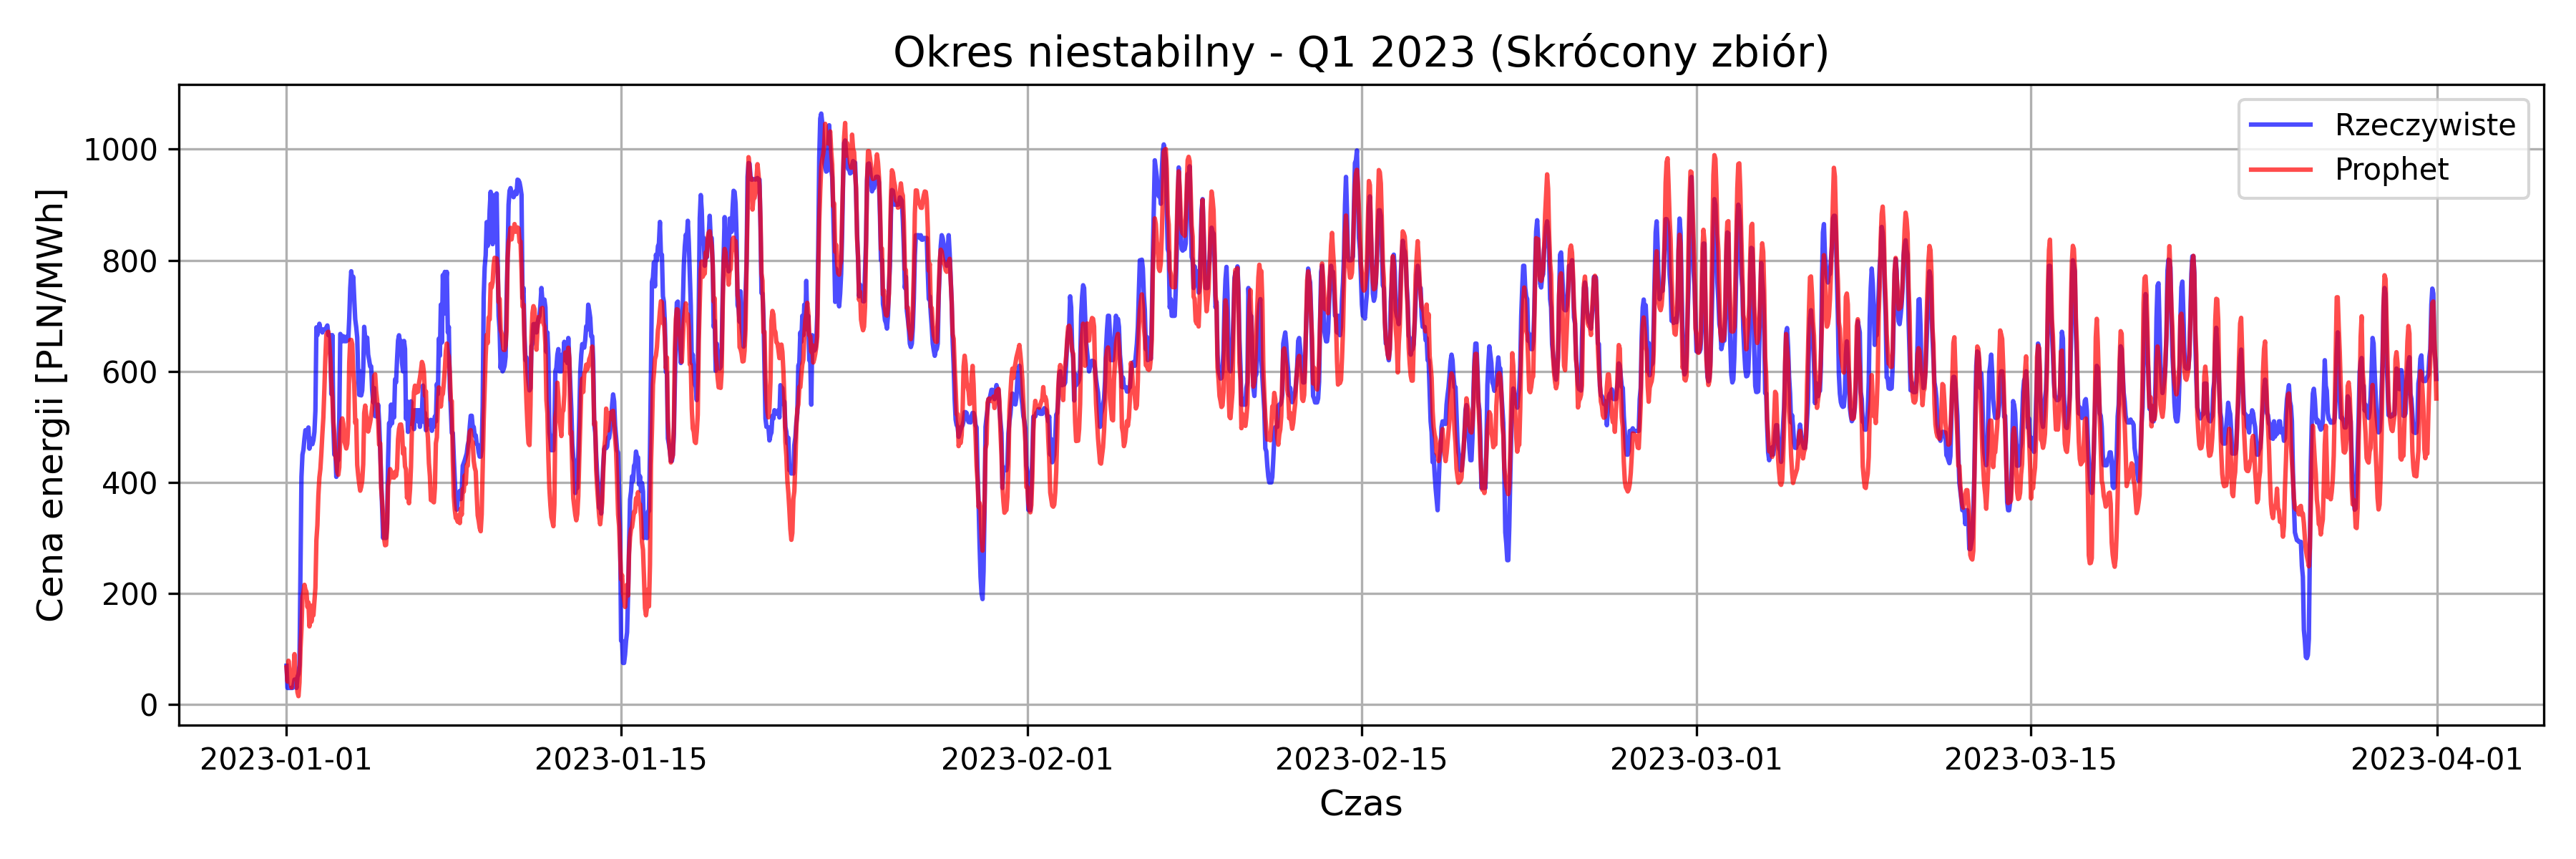 Okres niestabilny - Q1 2023 (Skrócony zbiór)
Rzeczywiste
Prophet
Cena energii [PLN/MWh]
1000
800
600
400
200
0
2023-01-01 2023-01-15 2023-02-01 2023-02-15 2023-03-01 2023-03-15 2023-04-01
Czas